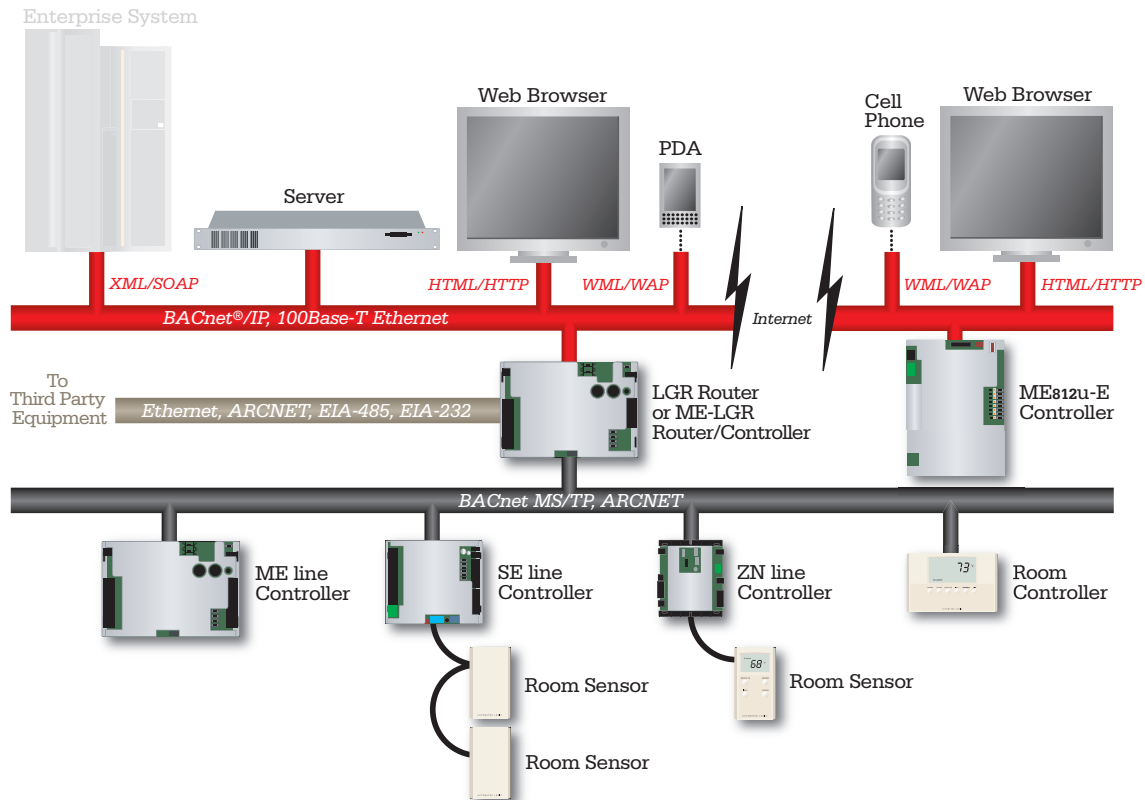 Enterprise System
Server
Web Browser
PDA
Cell
Phone
Web Browser
XML/SOAP
HTML/HTTP
WML/WAP
WML/WAP
HTML/HTTP
BACnet®/IP, 100Base-T Ethernet
Internet
To
Third Party
Equipment
Ethernet, ARCNET, EIA-485, EIA-232
LGR Router
or ME-LGR
Router/Controller
ME812u-E
Controller
BACnet MS/TP, ARCNET
ME line
Controller
SE line
Controller
ZN line
Controller
73°
Room
Controller
Room Sensor
68°
Room Sensor
Room Sensor